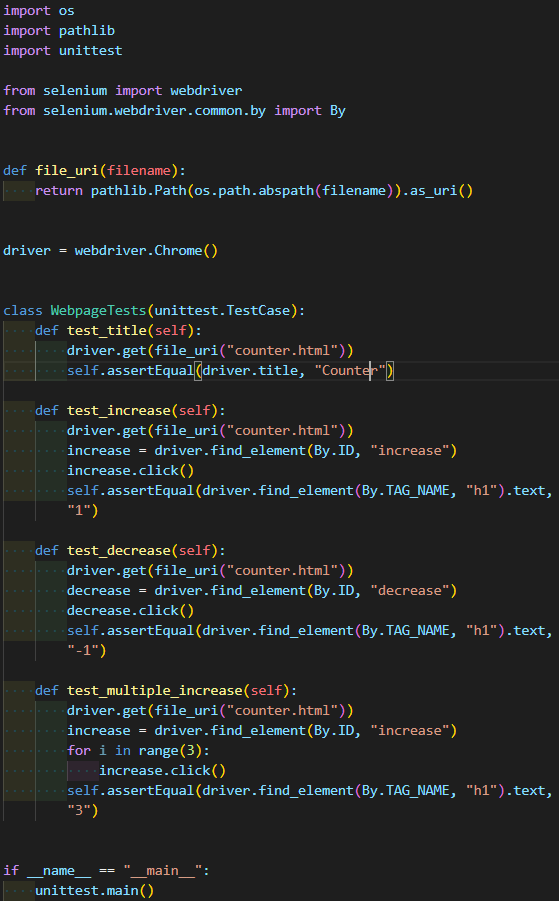 import os
import pathlib
import unittest

from selenium import webdriver
from selenium.webdriver.common.by import By


def file_uri(filename):
    return pathlib.Path(os.path.abspath(filename)).as_uri()


driver = webdriver.Chrome()


class WebpageTests(unittest.TestCase):
    def test_title(self):
        driver.get(file_uri("counter.html"))
        self.assertEqual(driver.title, "Counter")

    def test_increase(self):
        driver.get(file_uri("counter.html"))
        increase = driver.find_element(By.ID, "increase")
        increase.click()
        self.assertEqual(driver.find_element(By.TAG_NAME, "h1").text,
        "1")

    def test_decrease(self):
        driver.get(file_uri("counter.html"))
        decrease = driver.find_element(By.ID, "decrease")
        decrease.click()
        self.assertEqual(driver.find_element(By.TAG_NAME, "h1").text,
        "-1")

    def test_multiple_increase(self):
        driver.get(file_uri("counter.html"))
        increase = driver.find_element(By.ID, "increase")
        for i in range(3):
            increase.click()
        self.assertEqual(driver.find_element(By.TAG_NAME, "h1").text,
        "3")


if __name__ == "__main__":
    unittest.main()